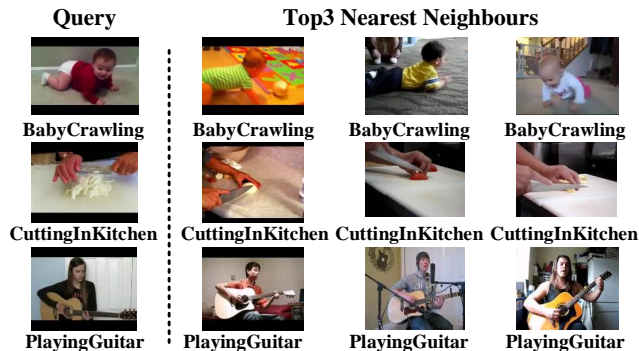 Query Top3 Nearest Neighbours
BabyCrawling BabyCrawling BabyCrawling BabyCrawling
CuttingInKitchen CuttingInKitchen CuttingInKitchen CuttingInKitchen
PlayingGuitar PlayingGuitar PlayingGuitar PlayingGuitar